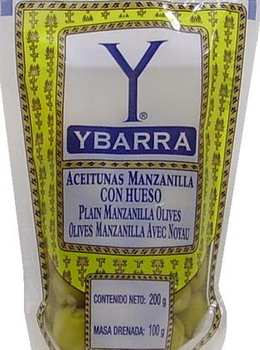 Y
®
YBARRA
ACEITUNAS MANZANILLA
CON HUESO
PLAIN MANZANILLA OLIVES
OLIVES MANZANILLA AVEC NOYAU
CONTENIDO NETO: 200 g
MASA DRENADA: 100 g